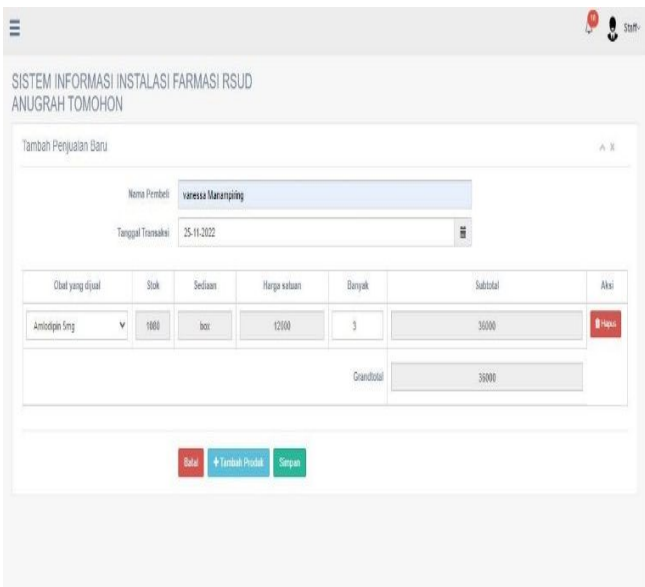 10
Staff
SISTEM INFORMASI INSTALASI FARMASI RSUD
ANUGRAH TOMOHON
Tambah Penjualan Baru
Nama Pembeli vanessa Manampiring
Tanggal Transaksi 25-11-2022
Obat yang dijual Stok Sediaan Harga satuan Banyak Subtotal Aksi
Amlodipin 5mg 1080 box 12000 3 36000 Hapus
Grandtotal 36000
Batal +Tambah Produk Simpan